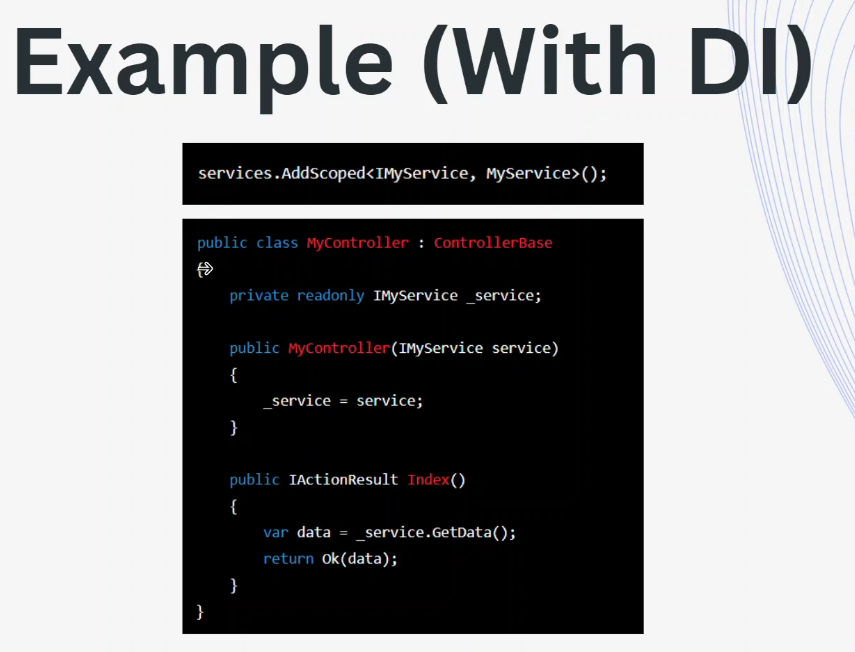 Example (With DI)
services.AddScoped<IMyService, MyService>();
public class MyController : ControllerBase
{
private readonly IMyService _service;
public MyController(IMyService service)
{
_service = service;
}
public IActionResult Index()
{
var data = _service.GetData();
return Ok(data);
}
}